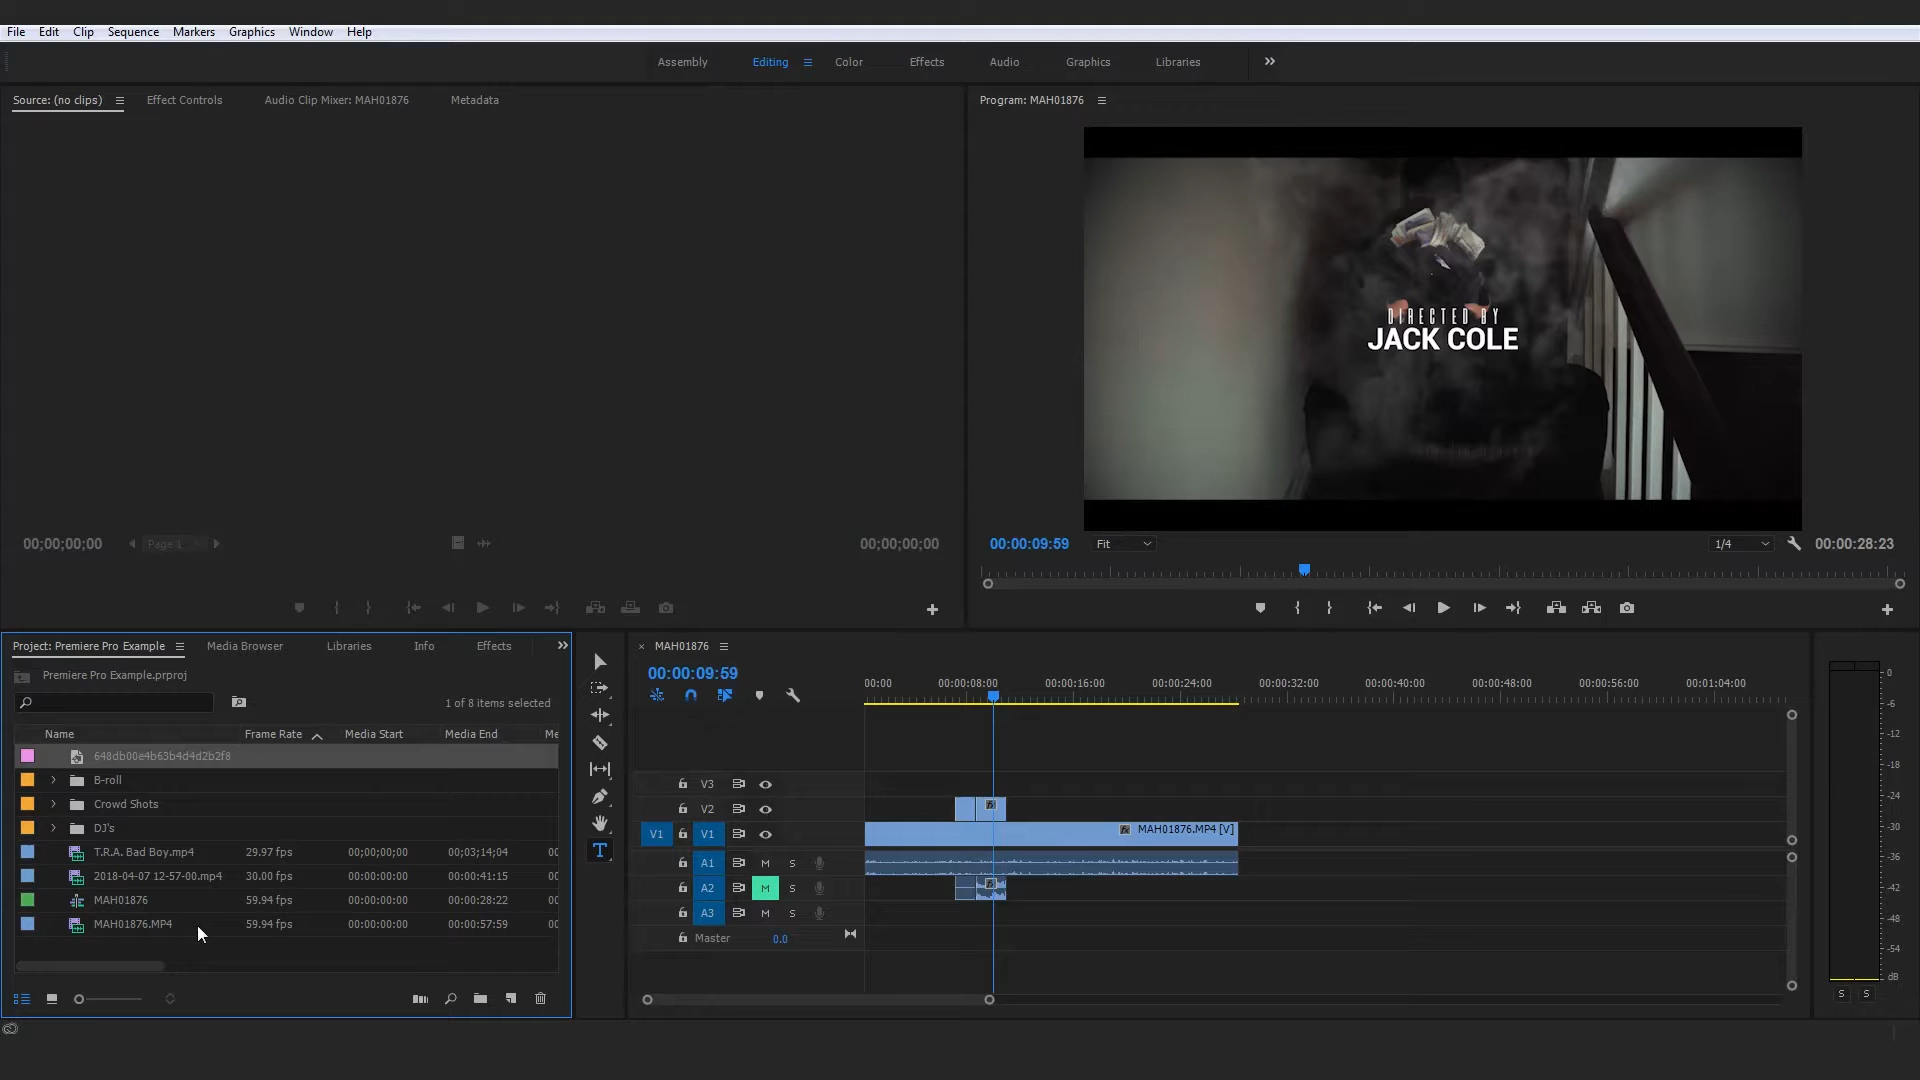 File Edit Clip Sequence Markers Graphics Window Help
Assembly Editing Color Effects Audio Graphics Libraries
Source: (no clips) Effect Controls Audio Clip Mixer: MAH01876 Metadata
Program: MAH01876
DIRECTED BY
JACK COLE
00;00;00;00 Page 1 00;00;00;00
00:00:09:59 Fit 1/4 00:00:28:23
Project: Premiere Pro Example Media Browser Libraries Info Effects
Premiere Pro Example.prproj
1 of 8 items selected
Name Frame Rate Media Start Media End Me
648db00e4b63b4d4d2b2f8
B-roll
Crowd Shots
DJ's
T.R.A. Bad Boy.mp4 29.97 fps 00;00;00;00 00;03;14;04 00
2018-04-07 12-57-00.mp4 30.00 fps 00:00:00:00 00:00:41:15 00
MAH01876 59.94 fps 00:00:00:00 00:00:28:22 00
MAH01876.MP4 59.94 fps 00:00:00:00 00:00:57:59 00
MAH01876
00:00:09:59
00:00 00:00:08:00 00:00:16:00 00:00:24:00 00:00:32:00 00:00:40:00 00:00:48:00 00:00:56:00 00:01:04:00
V3
V2 fx
V1 V1 fx MAH01876.MP4 [V]
A1 M S
A2 M S fx
A3 M S
Master 0.0
T
0
-6
-12
-18
-24
-30
-36
-42
-48
-54
dB
S S